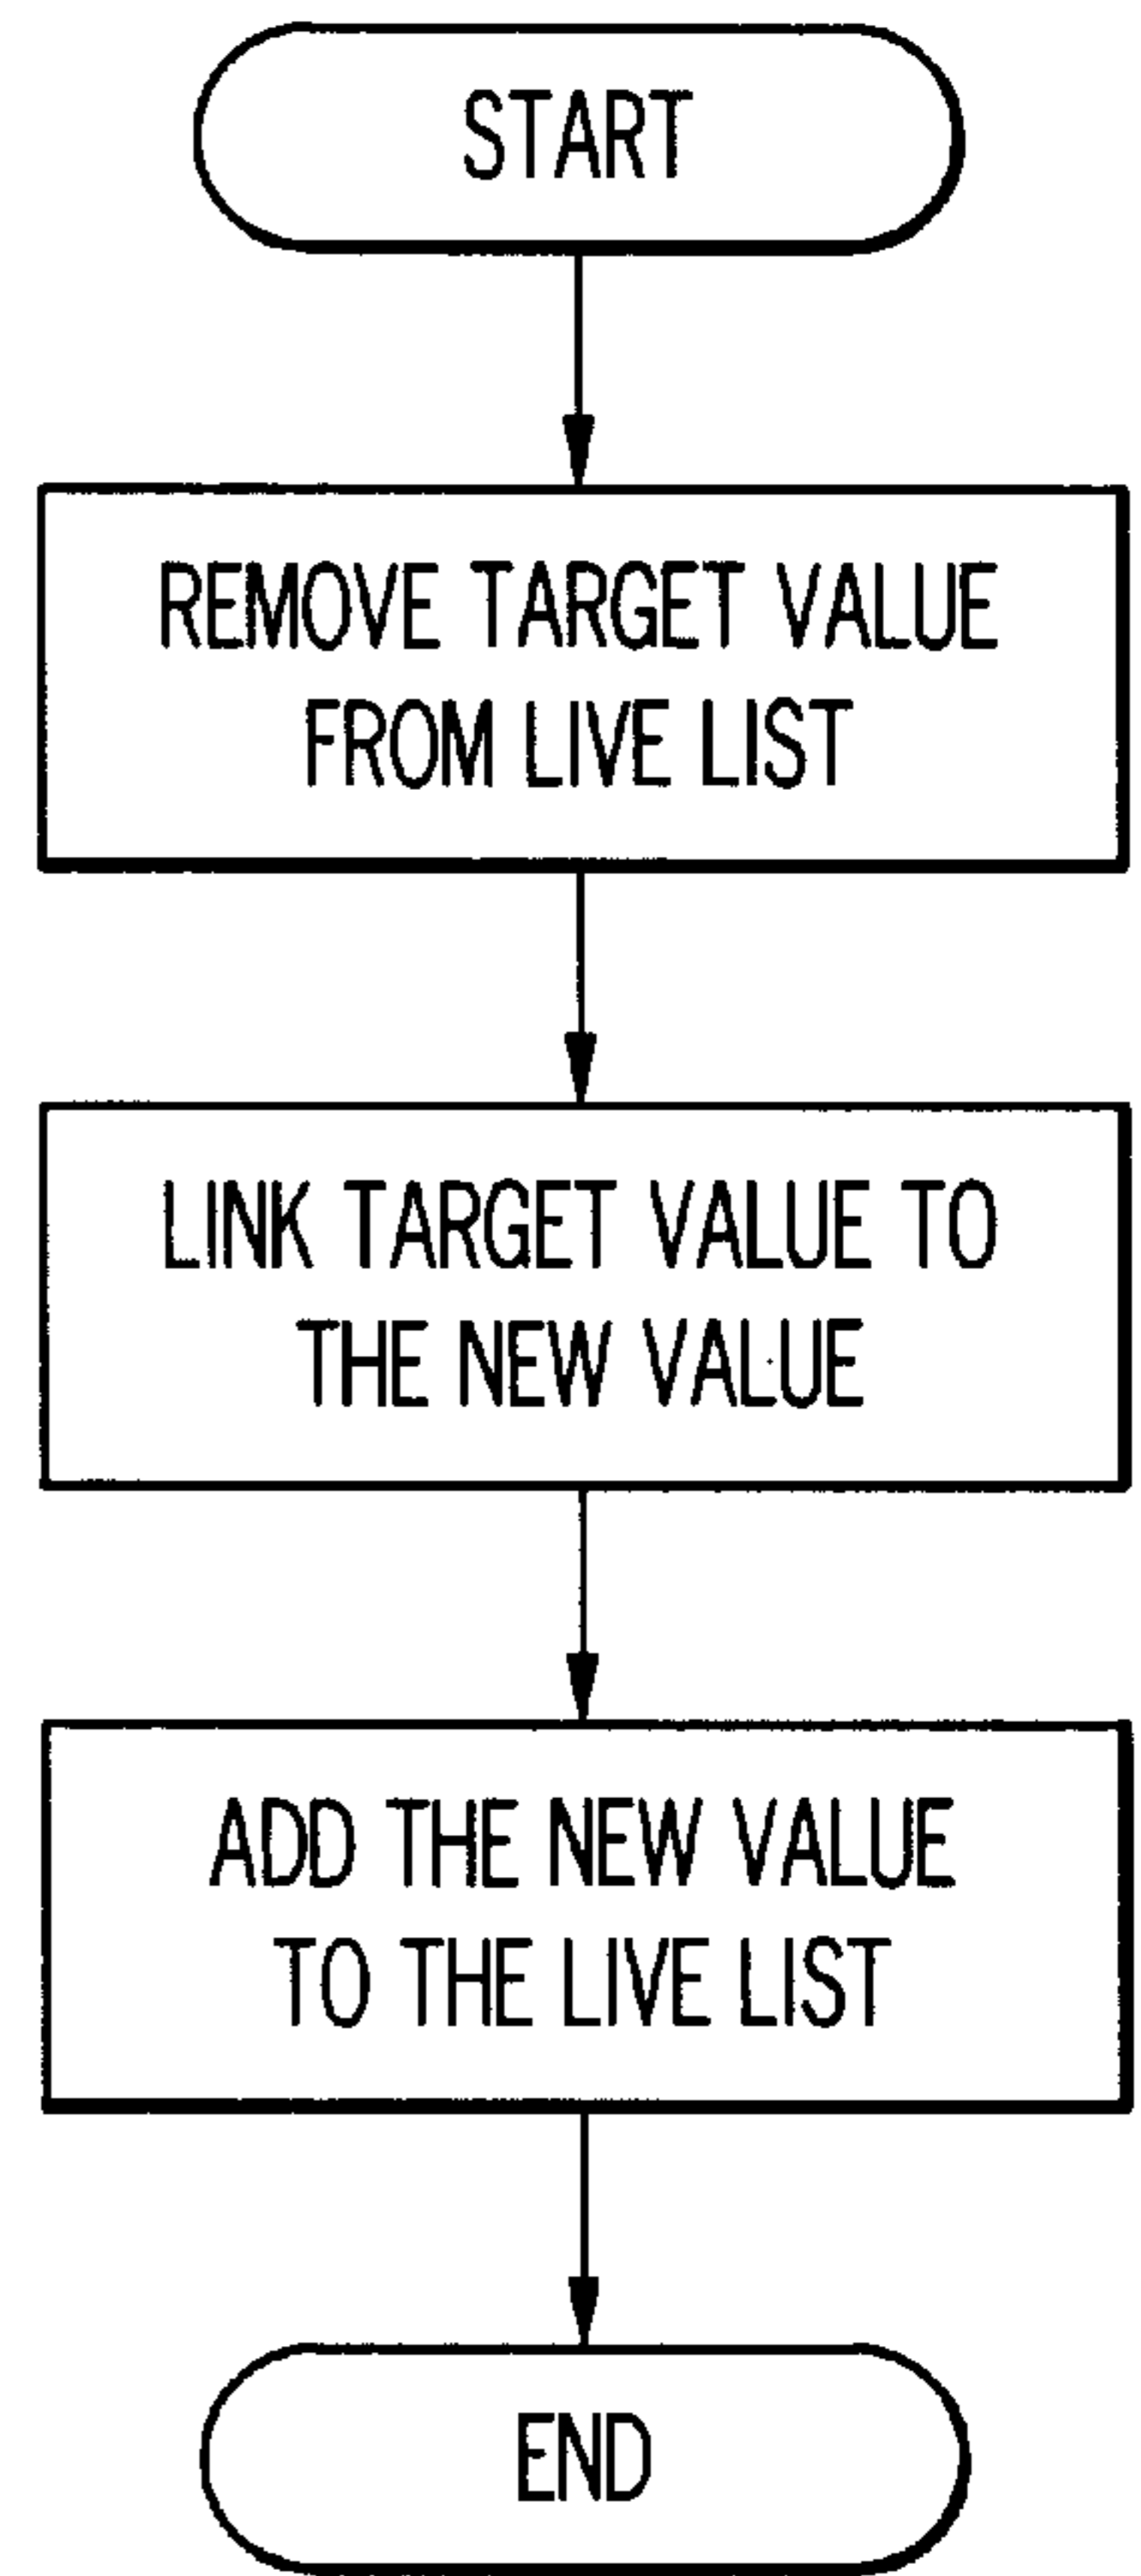 START
REMOVE TARGET VALUE
FROM LIVE LIST
LINK TARGET VALUE TO
THE NEW VALUE
ADD THE NEW VALUE
TO THE LIVE LIST
END